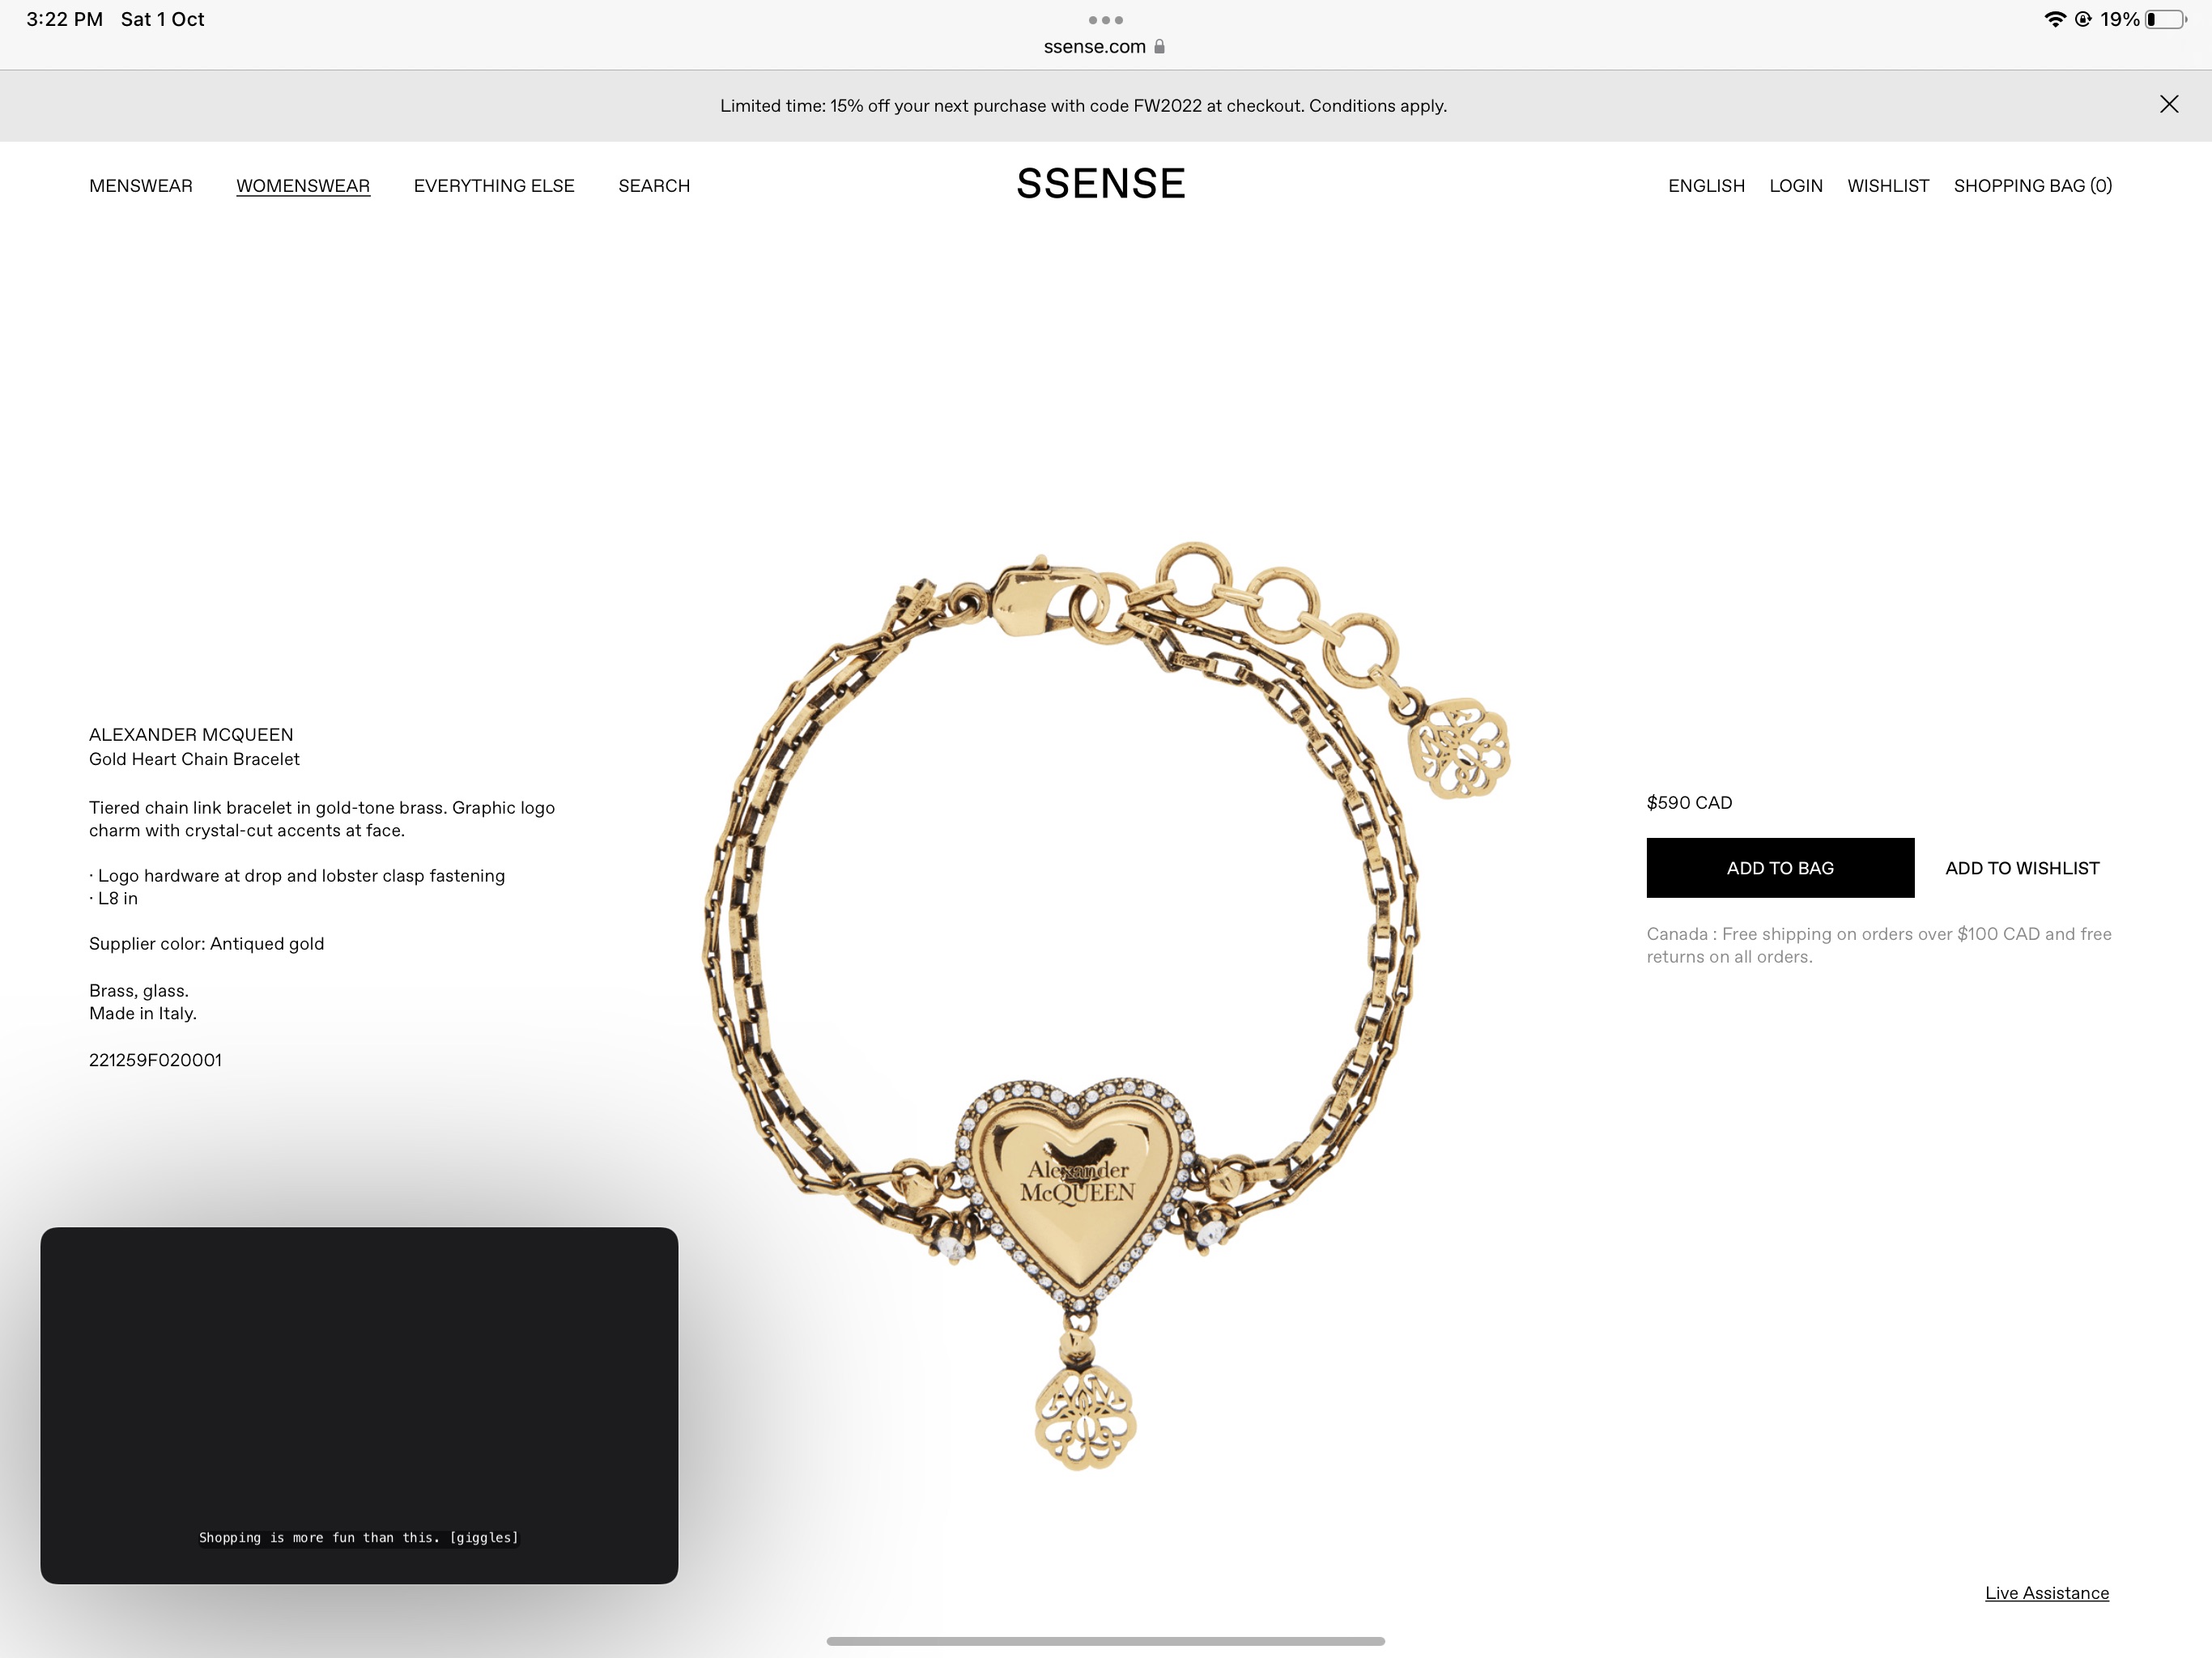 3:22 PM Sat 1 Oct
19%
ssense.com
Limited time: 15% off your next purchase with code FW2022 at checkout. Conditions apply.
MENSWEAR WOMENSWEAR EVERYTHING ELSE SEARCH
SSENSE
ENGLISH LOGIN WISHLIST SHOPPING BAG (0)
ALEXANDER MCQUEEN
Gold Heart Chain Bracelet
Tiered chain link bracelet in gold-tone brass. Graphic logo
charm with crystal-cut accents at face.
· Logo hardware at drop and lobster clasp fastening
· L8 in
Supplier color: Antiqued gold
Brass, glass.
Made in Italy.
221259F020001
Alexander
McQUEEN
$590 CAD
ADD TO BAG
ADD TO WISHLIST
Canada : Free shipping on orders over $100 CAD and free
returns on all orders.
Shopping is more fun than this. [giggles]
Live Assistance